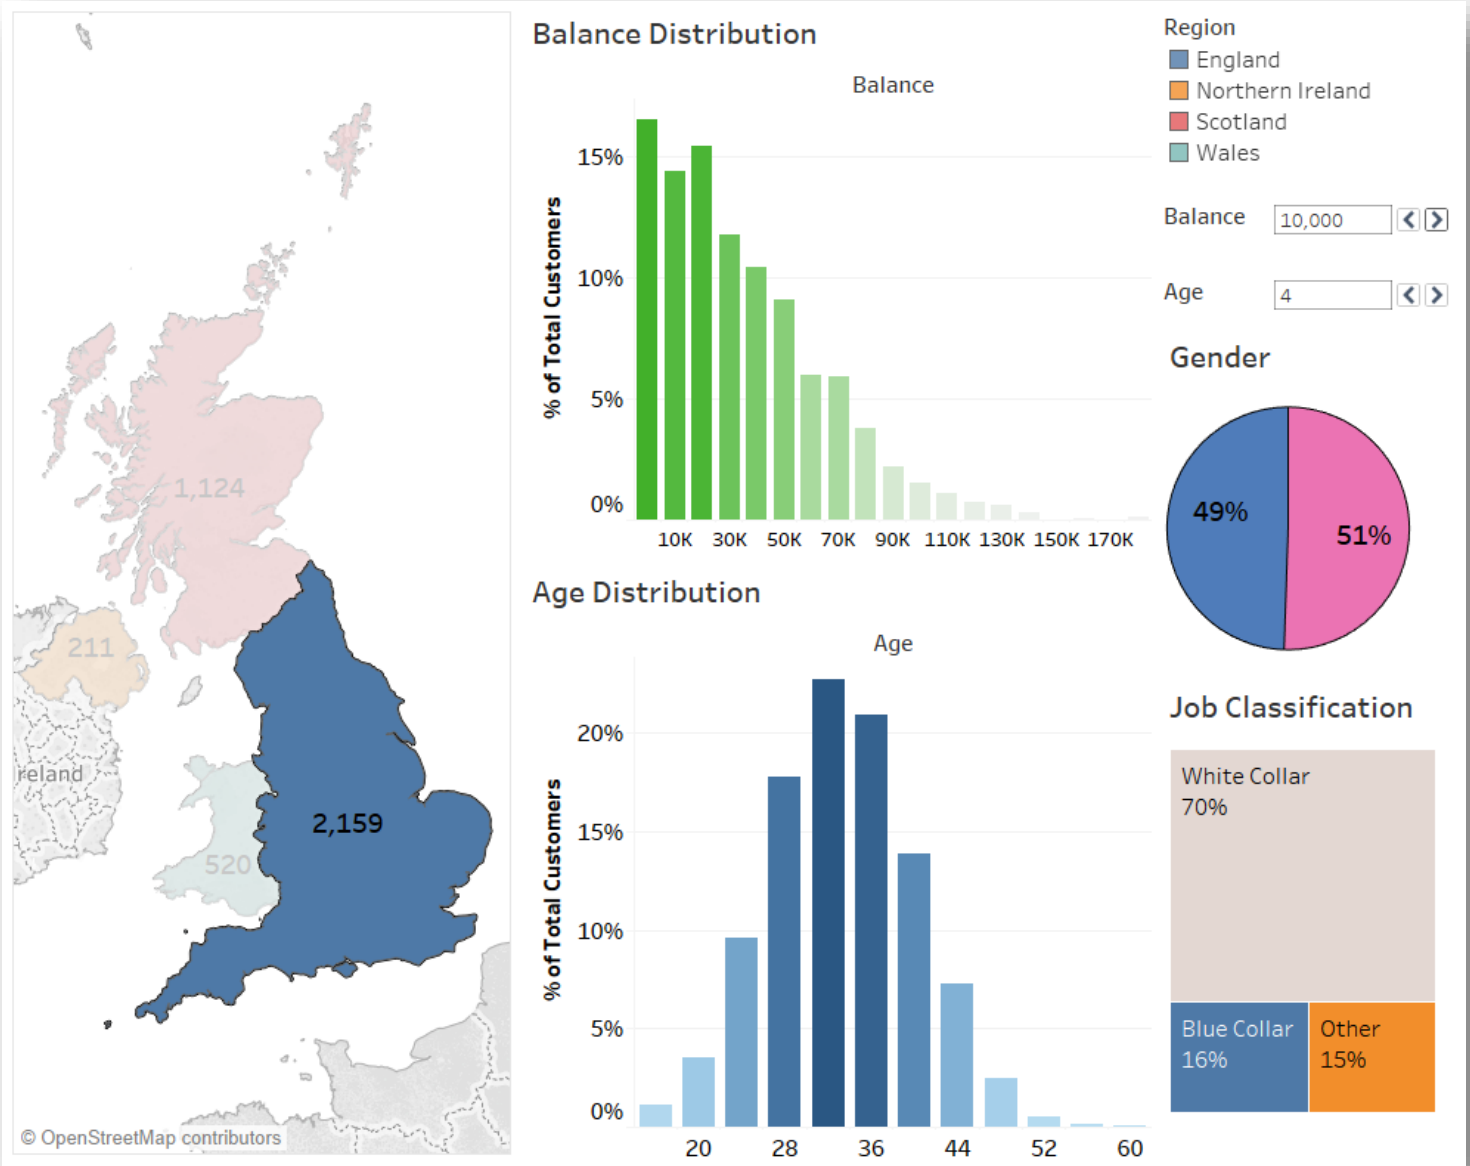 1,124
211
reland
520
2,159
© OpenStreetMap contributors
Balance Distribution
Balance
% of Total Customers
15%
10%
5%
0%
10K 30K 50K 70K 90K 110K 130K 150K 170K
Age Distribution
Age
% of Total Customers
20%
15%
10%
5%
0%
20 28 36 44 52 60
Region
England
Northern Ireland
Scotland
Wales
Balance 10,000
Age 4
Gender
49%
51%
Job Classification
White Collar
70%
Blue Collar
16%
Other
15%